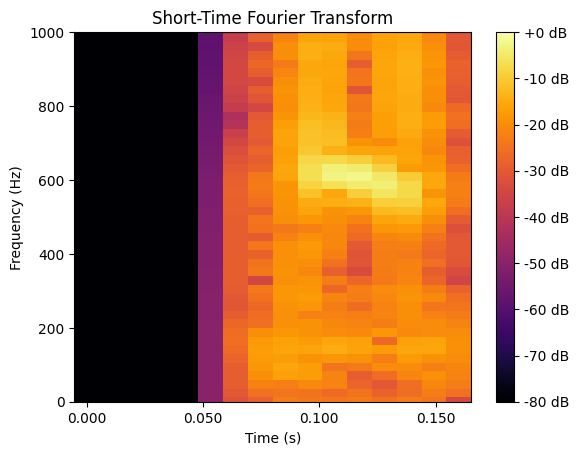 Short-Time Fourier Transform
1000
800
600
400
200
0
Frequency (Hz)
0.000
0.050
0.100
0.150
Time (s)
+0 dB
-10 dB
-20 dB
-30 dB
-40 dB
-50 dB
-60 dB
-70 dB
-80 dB